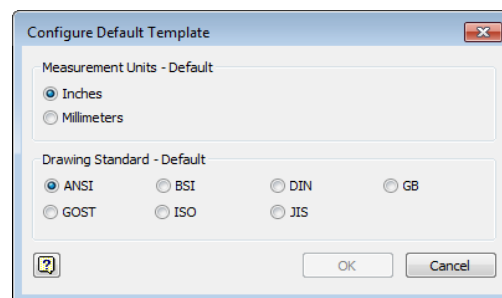 Configure Default Template
Measurement Units - Default
Inches
Millimeters
Drawing Standard - Default
ANSI BSI DIN GB
GOST ISO JIS
? OK Cancel